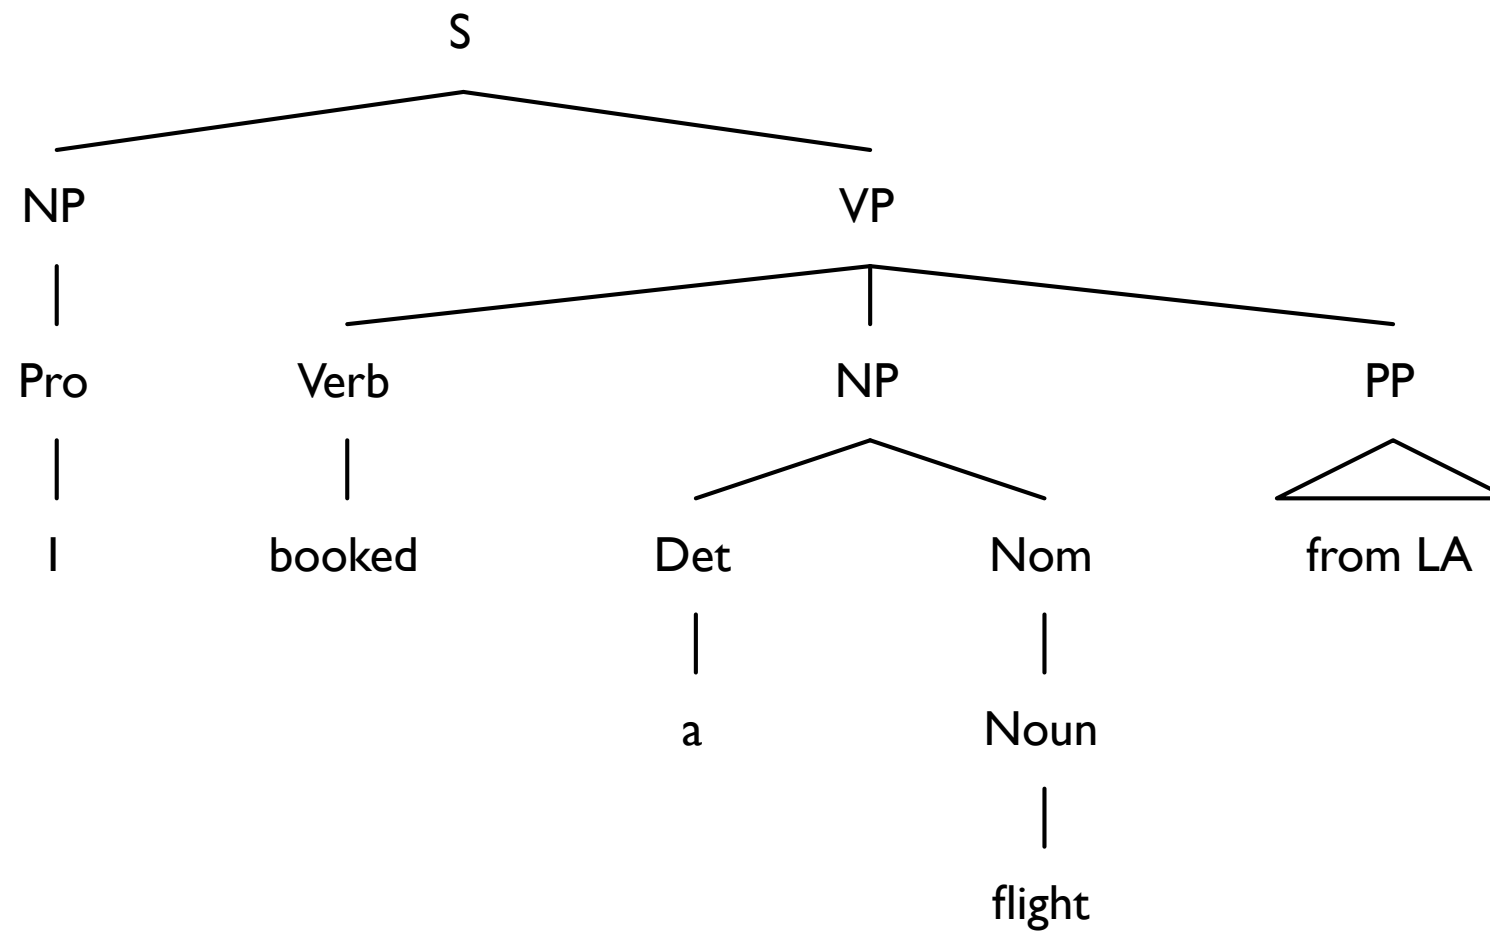 S
NP VP
Pro Verb NP PP
I booked Det Nom from LA
a Noun
flight